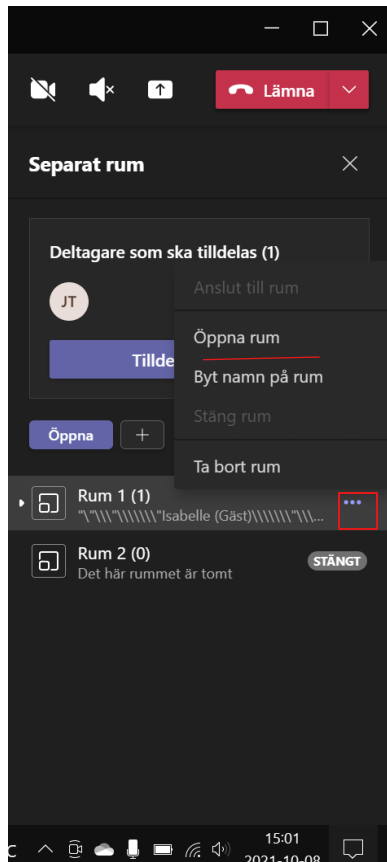 Lämna
Separat rum
Deltagare som ska tilldelas (1)
JT
Anslut till rum
Öppna rum
Tillde
Byt namn på rum
Stäng rum
Öppna
Ta bort rum
Rum 1 (1)
"\"\\\"\\\\\\\"Isabelle (Gäst)\\\\\\\"\\\...
Rum 2 (0)
Det här rummet är tomt
STÄNGT
15:01
2021-10-08